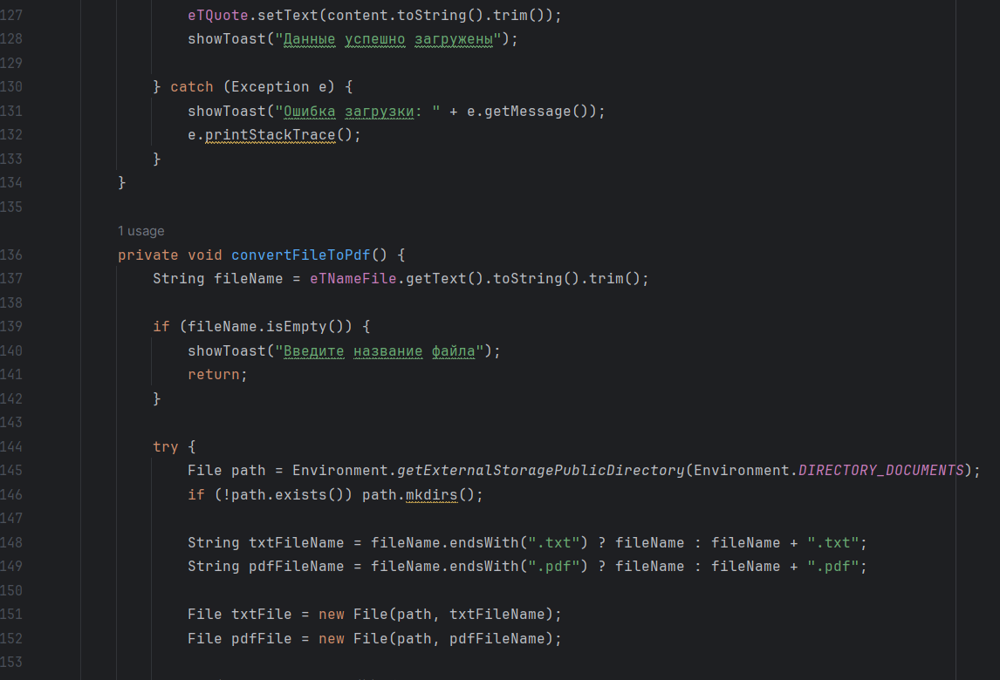 127 eTQuote.setText(content.toString().trim());
128 showToast("Данные успешно загружены");
129
130 } catch (Exception e) {
131 showToast("Ошибка загрузки: " + e.getMessage());
132 e.printStackTrace();
133 }
134 }
135
1 usage
136 private void convertFileToPdf() {
137 String fileName = eTNameFile.getText().toString().trim();
138
139 if (fileName.isEmpty()) {
140 showToast("Введите название файла");
141 return;
142 }
143
144 try {
145 File path = Environment.getExternalStoragePublicDirectory(Environment.DIRECTORY_DOCUMENTS);
146 if (!path.exists()) path.mkdirs();
147
148 String txtFileName = fileName.endsWith(".txt") ? fileName : fileName + ".txt";
149 String pdfFileName = fileName.endsWith(".pdf") ? fileName : fileName + ".pdf";
150
151 File txtFile = new File(path, txtFileName);
152 File pdfFile = new File(path, pdfFileName);
153